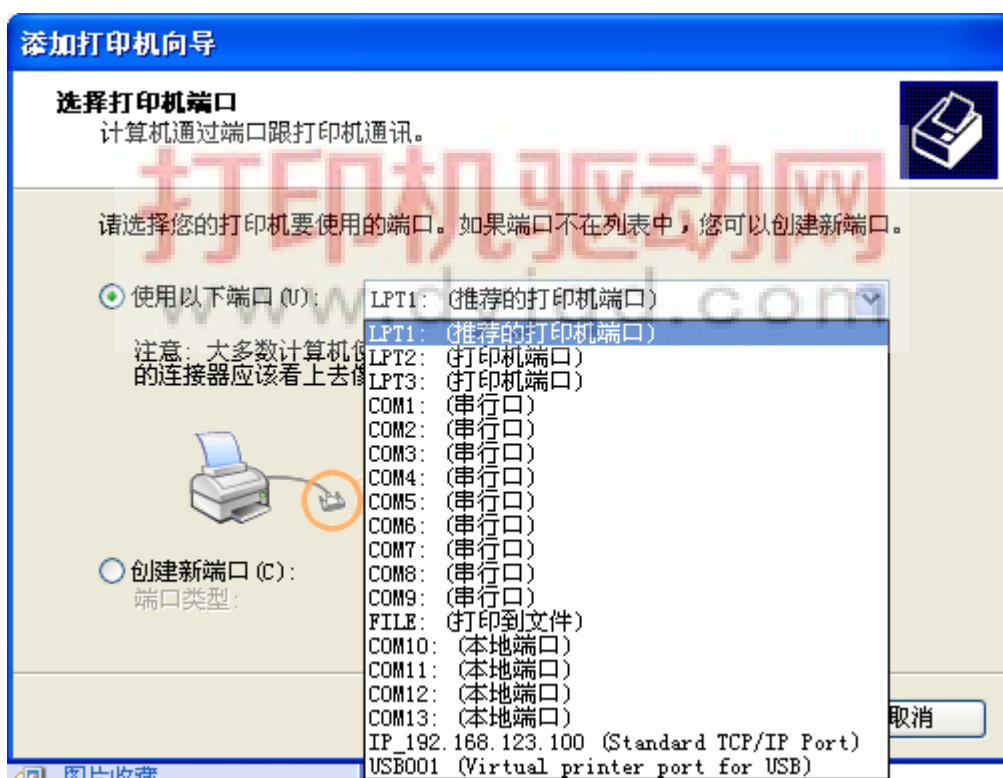 添加打印机向导
选择打印机端口
计算机通过端口跟打印机通讯。
打印机驱动网
请选择您的打印机要使用的端口。如果端口不在列表中，您可以创建新端口。
使用以下端口(U): LPT1: (推荐的打印机端口)
www.dyjqd.com
LPT1: (推荐的打印机端口)
注意: 大多数计算机
LPT2: (打印机端口)
的连接器应该看上去
LPT3: (打印机端口)
COM1: (串行口)
COM2: (串行口)
COM3: (串行口)
COM4: (串行口)
COM5: (串行口)
COM6: (串行口)
COM7: (串行口)
创建新端口(C):
COM8: (串行口)
端口类型:
COM9: (串行口)
FILE: (打印到文件)
COM10: (本地端口)
COM11: (本地端口)
COM12: (本地端口)
COM13: (本地端口)
取消
IP_192.168.123.100 (Standard TCP/IP Port)
USB001 (Virtual printer port for USB)
图片收藏